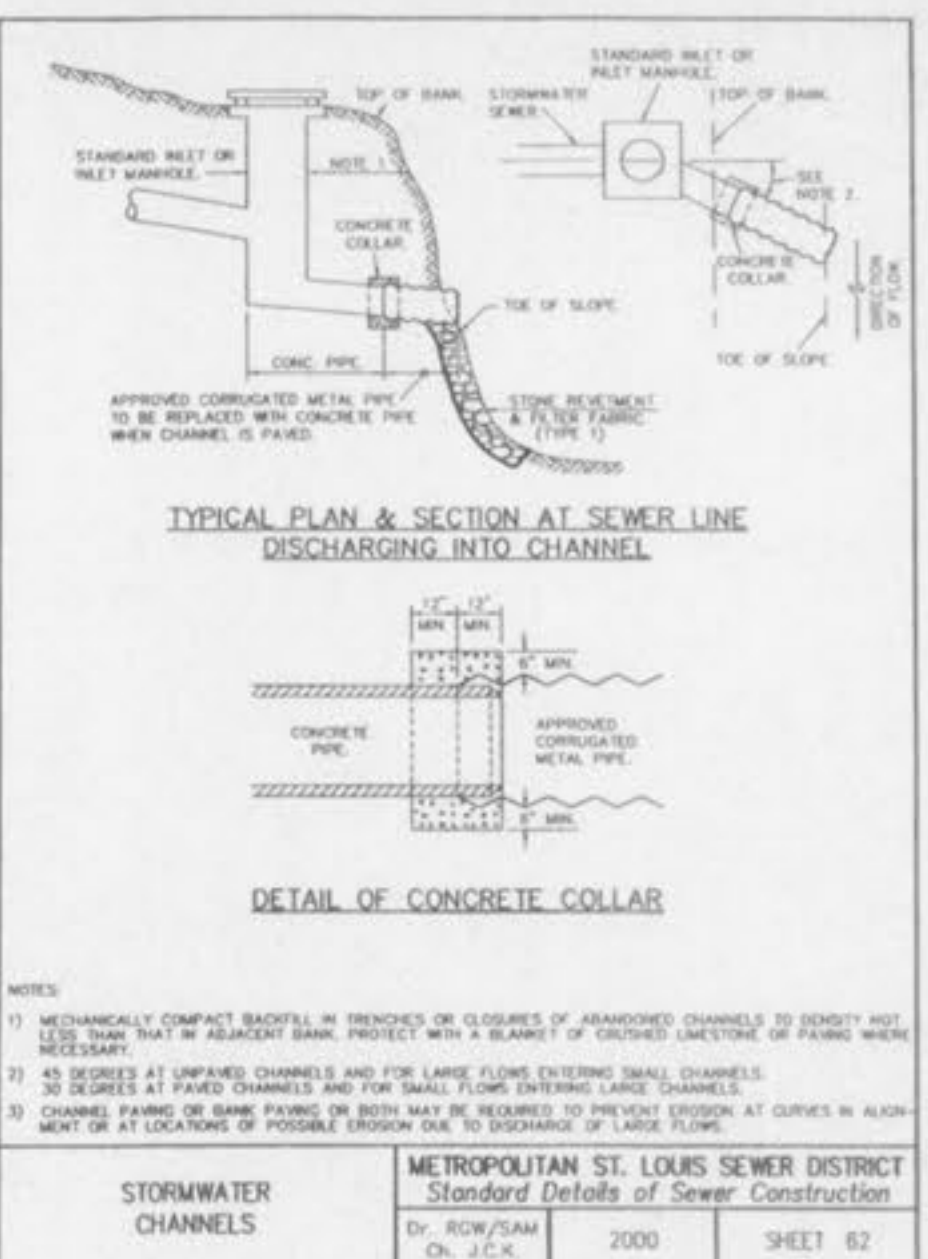 STANDARD INLET OR
INLET MANHOLE.
TOP OF BANK.
STORMWATER
SEWER
TOP OF BANK.
STANDARD INLET OR
INLET MANHOLE.
NOTE 1
SEE
NOTE 2.
CONCRETE
COLLAR.
CONCRETE
COLLAR.
DIRECTION
OF FLOW.
TOE OF SLOPE.
TOE OF SLOPE.
CONC. PIPE.
APPROVED CORRUGATED METAL PIPE
TO BE REPLACED WITH CONCRETE PIPE
WHEN CHANNEL IS PAVED.
STONE REVETMENT
& FILTER FABRIC
(TYPE 1)
TYPICAL PLAN & SECTION AT SEWER LINE
DISCHARGING INTO CHANNEL
12" 12"
MIN. MIN.
6" MIN.
CONCRETE
PIPE.
APPROVED
CORRUGATED
METAL PIPE.
6" MIN.
DETAIL OF CONCRETE COLLAR
NOTES:
1) MECHANICALLY COMPACT BACKFILL IN TRENCHES OR CLOSURES OF ABANDONED CHANNELS TO DENSITY NOT
LESS THAN THAT IN ADJACENT BANK. PROTECT WITH A BLANKET OF CRUSHED LIMESTONE OR PAVING WHERE
NECESSARY.
2) 45 DEGREES AT UNPAVED CHANNELS AND FOR LARGE FLOWS ENTERING SMALL CHANNELS.
30 DEGREES AT PAVED CHANNELS AND FOR SMALL FLOWS ENTERING LARGE CHANNELS.
3) CHANNEL PAVING OR BANK PAVING OR BOTH MAY BE REQUIRED TO PREVENT EROSION AT CURVES IN ALIGN-
MENT OR AT LOCATIONS OF POSSIBLE EROSION DUE TO DISCHARGE OF LARGE FLOWS.
STORMWATER
CHANNELS
METROPOLITAN ST. LOUIS SEWER DISTRICT
Standard Details of Sewer Construction
Dr. RGW/SAM
Ch. J.C.K.
2000
SHEET 62